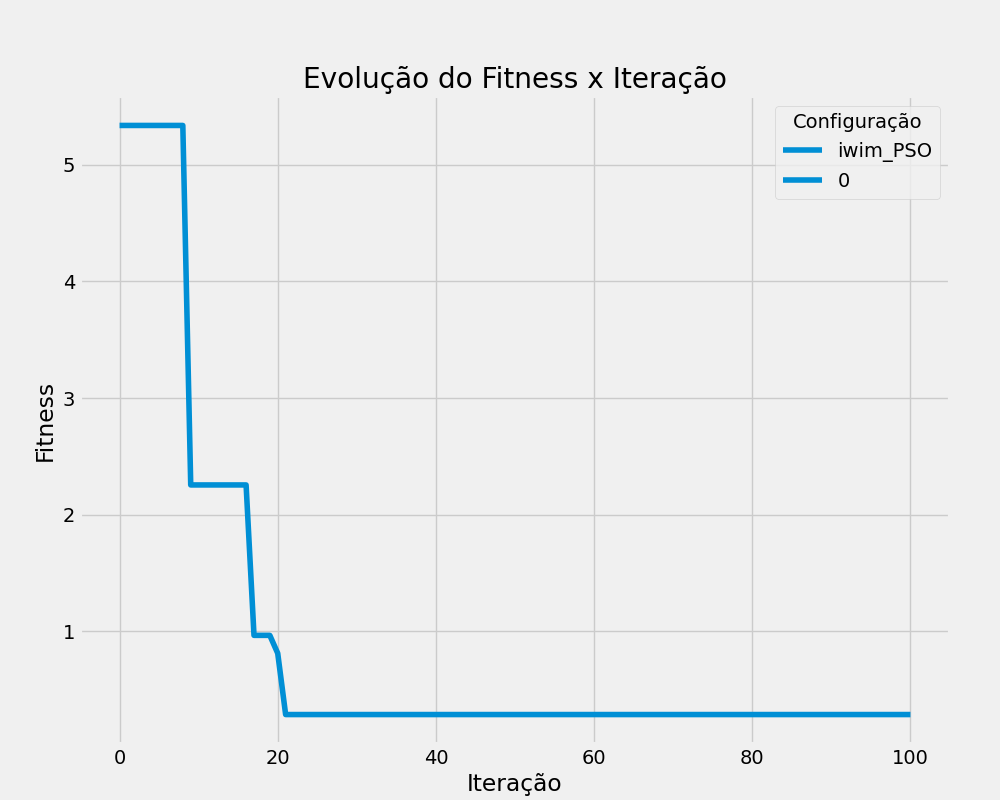 Evolução do Fitness x Iteração
Configuração
iwim_PSO
0
5
4
3
2
1
Fitness
0 20 40 60 80 100
Iteração